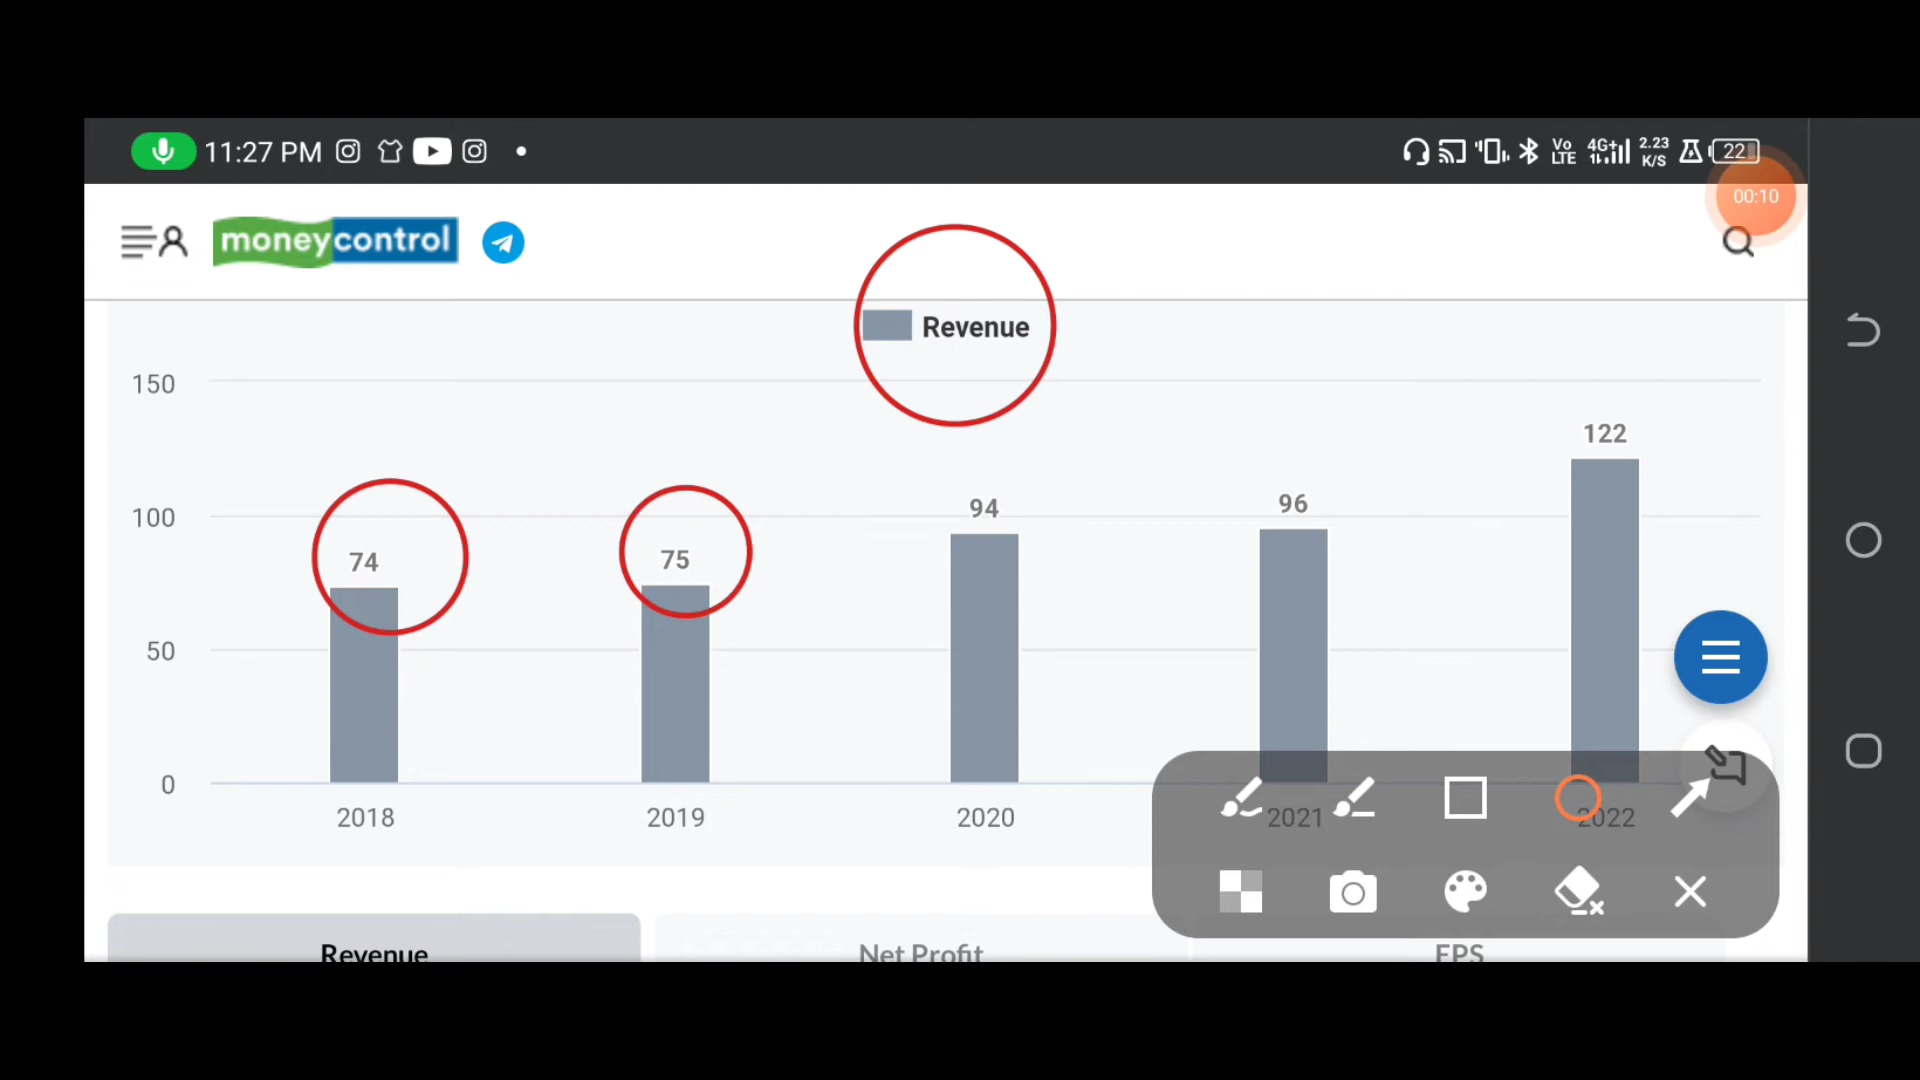 11:27 PM
Vo LTE 4G+ 2.23 K/S 22
00:10
moneycontrol
Revenue
150
100
50
0
74
75
94
96
122
2018 2019 2020 2021 2022
Revenue Net Profit EPS